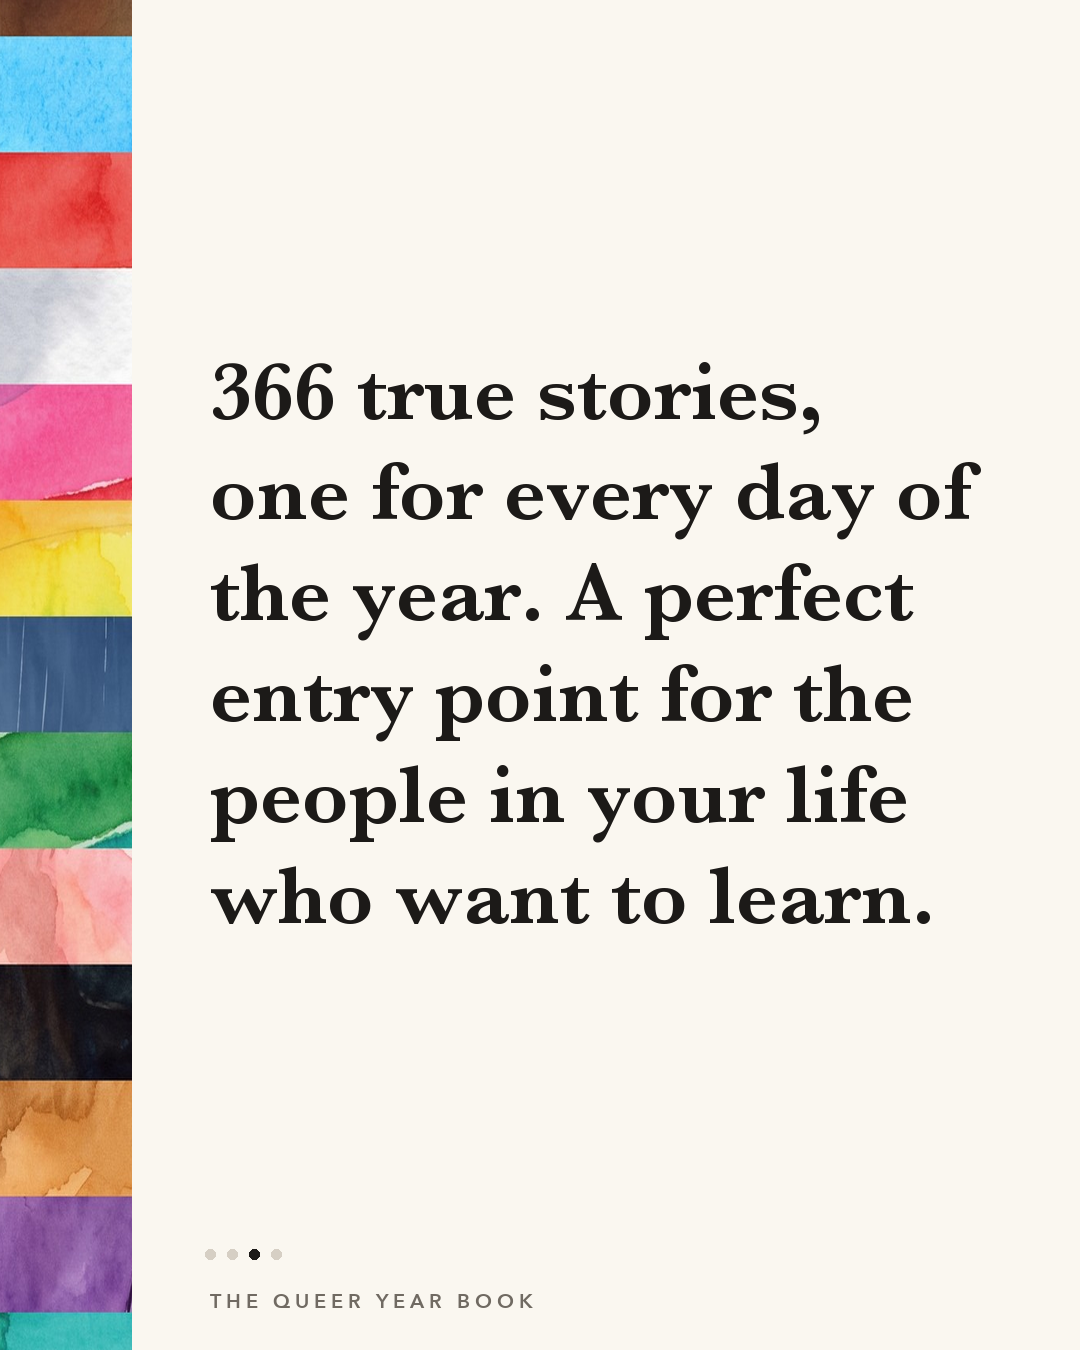 366 true stories,
one for every day of
the year. A perfect
entry point for the
people in your life
who want to learn.
THE QUEER YEAR BOOK